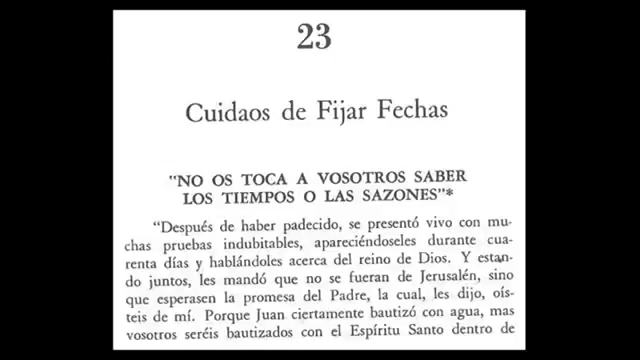 23
Cuidaos de Fijar Fechas
"NO OS TOCA A VOSOTROS SABER
LOS TIEMPOS O LAS SAZONES"*
"Después de haber padecido, se presentó vivo con mu-
chas pruebas indubitables, apareciéndoseles durante cua-
renta días y hablándoles acerca del reino de Dios. Y estan-
do juntos, les mandó que no se fueran de Jerusalén, sino
que esperasen la promesa del Padre, la cual, les dijo, oís-
teis de mí. Porque Juan ciertamente bautizó con agua, mas
vosotros seréis bautizados con el Espíritu Santo dentro de